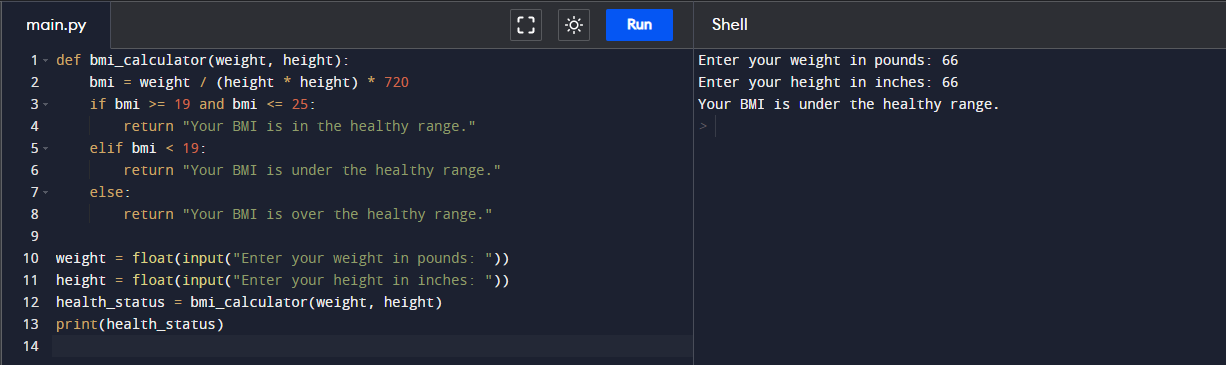 main.py Run Shell
1 def bmi_calculator(weight, height):
2     bmi = weight / (height * height) * 720
3     if bmi >= 19 and bmi <= 25:
4         return "Your BMI is in the healthy range."
5     elif bmi < 19:
6         return "Your BMI is under the healthy range."
7     else:
8         return "Your BMI is over the healthy range."
9
10 weight = float(input("Enter your weight in pounds: "))
11 height = float(input("Enter your height in inches: "))
12 health_status = bmi_calculator(weight, height)
13 print(health_status)
14
Enter your weight in pounds: 66
Enter your height in inches: 66
Your BMI is under the healthy range.
>